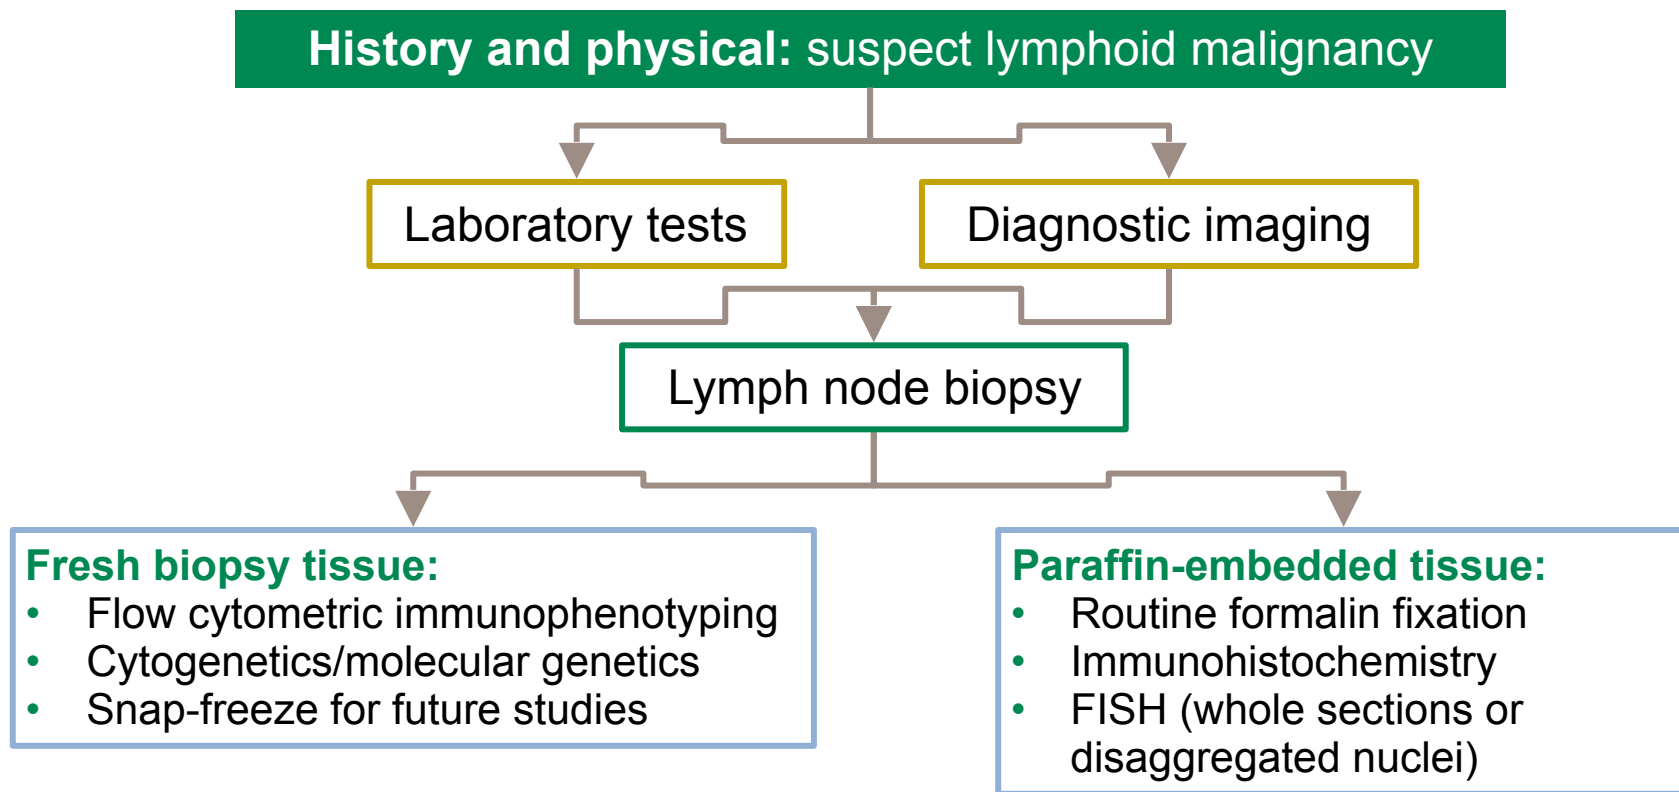 History and physical: suspect lymphoid malignancy
Laboratory tests
Diagnostic imaging
Lymph node biopsy
Fresh biopsy tissue:
• Flow cytometric immunophenotyping
• Cytogenetics/molecular genetics
• Snap-freeze for future studies
Paraffin-embedded tissue:
• Routine formalin fixation
• Immunohistochemistry
• FISH (whole sections or
disaggregated nuclei)